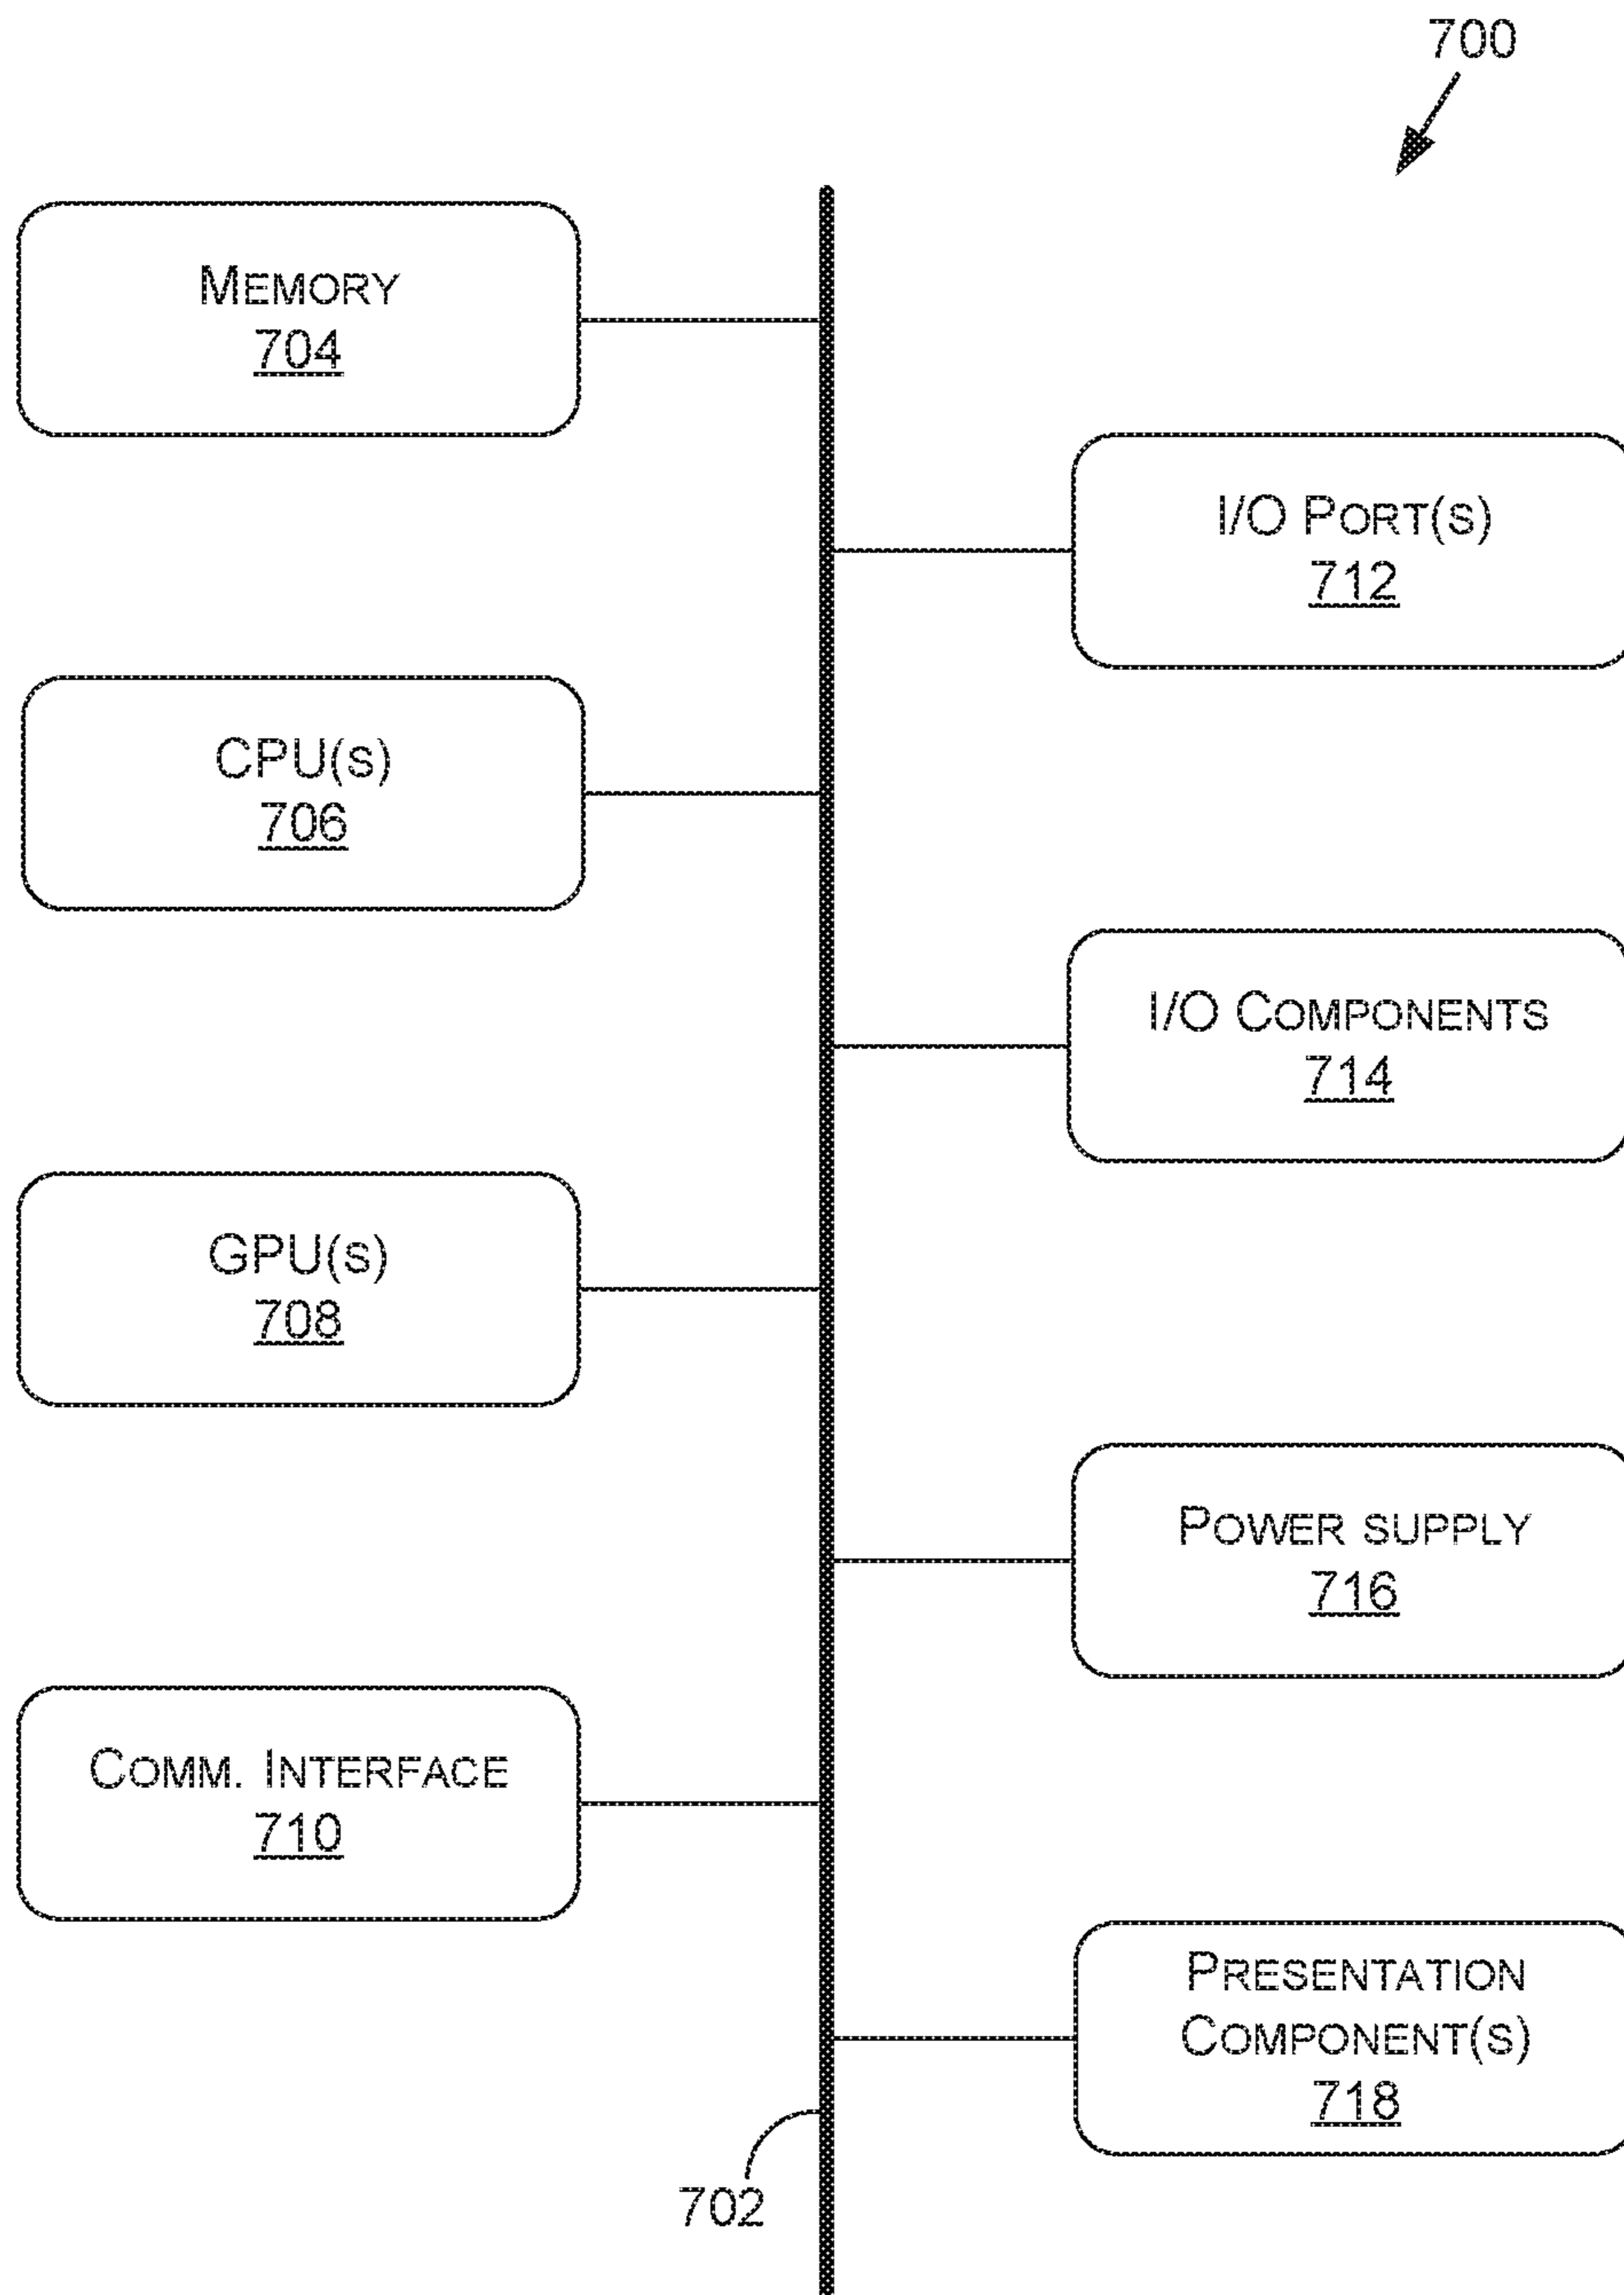 700
MEMORY
704
I/O PORT(S)
712
CPU(S)
706
I/O COMPONENTS
714
GPU(S)
708
POWER SUPPLY
716
COMM. INTERFACE
710
PRESENTATION
COMPONENT(S)
718
702